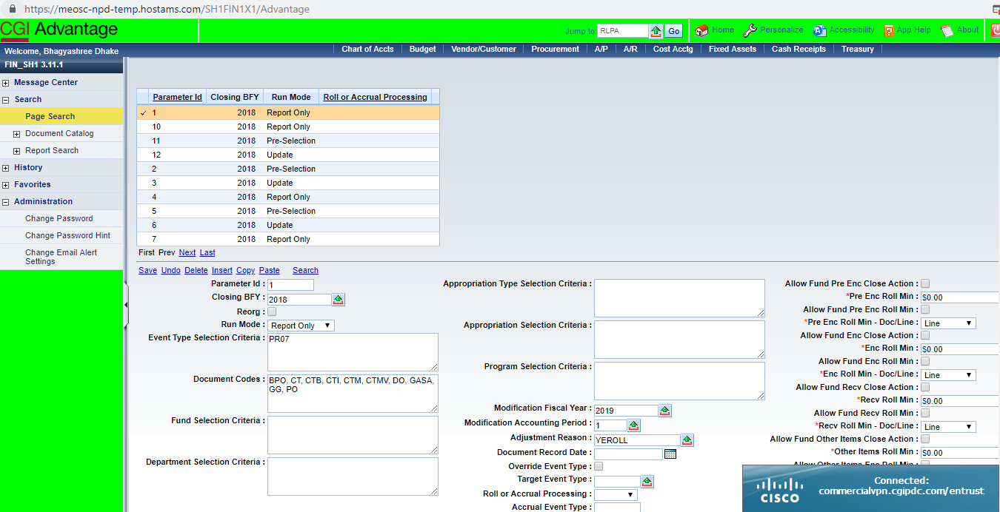 https://meosc-npd-temp.hostams.com/SH1FIN1X1/Advantage
CGI Advantage
Jump to: RLPA Go Home Personalize Accessibility App Help About
Welcome, Bhagyashree Dhake
Chart of Accts Budget Vendor/Customer Procurement A/P A/R Cost Acctg Fixed Assets Cash Receipts Treasury
FIN_SH1 3.11.1
Message Center
Search
Page Search
Document Catalog
Report Search
History
Favorites
Administration
Change Password
Change Password Hint
Change Email Alert
Settings
Parameter Id Closing BFY Run Mode Roll or Accrual Processing
1 2018 Report Only
10 2018 Report Only
11 2018 Pre-Selection
12 2018 Update
2 2018 Pre-Selection
3 2018 Update
4 2018 Report Only
5 2018 Pre-Selection
6 2018 Update
7 2018 Report Only
First Prev Next Last
Save Undo Delete Insert Copy Paste Search
Parameter Id : 1
Closing BFY : 2018
Reorg :
Run Mode : Report Only
Event Type Selection Criteria : PR07
Document Codes : BPO, CT, CTB, CTI, CTM, CTMV, DO, GASA,
GG, PO
Fund Selection Criteria :
Department Selection Criteria :
Appropriation Type Selection Criteria :
Appropriation Selection Criteria :
Program Selection Criteria :
Modification Fiscal Year : 2019
Modification Accounting Period : 1
Adjustment Reason : YEROLL
Document Record Date :
Override Event Type :
Target Event Type :
Roll or Accrual Processing :
Accrual Event Type :
Allow Fund Pre Enc Close Action :
*Pre Enc Roll Min : $0.00
Allow Fund Pre Enc Roll Min :
*Pre Enc Roll Min - Doc/Line : Line
Allow Fund Enc Close Action :
*Enc Roll Min : $0.00
Allow Fund Enc Roll Min :
*Enc Roll Min - Doc/Line : Line
Allow Fund Recv Close Action :
*Recv Roll Min : $0.00
Allow Fund Recv Roll Min :
*Recv Roll Min - Doc/Line : Line
Allow Fund Other Items Close Action :
*Other Items Roll Min : $0.00
Allow Other Items Enc Roll Min :
CISCO
Connected:
commercialvpn.cgipdc.com/entrust